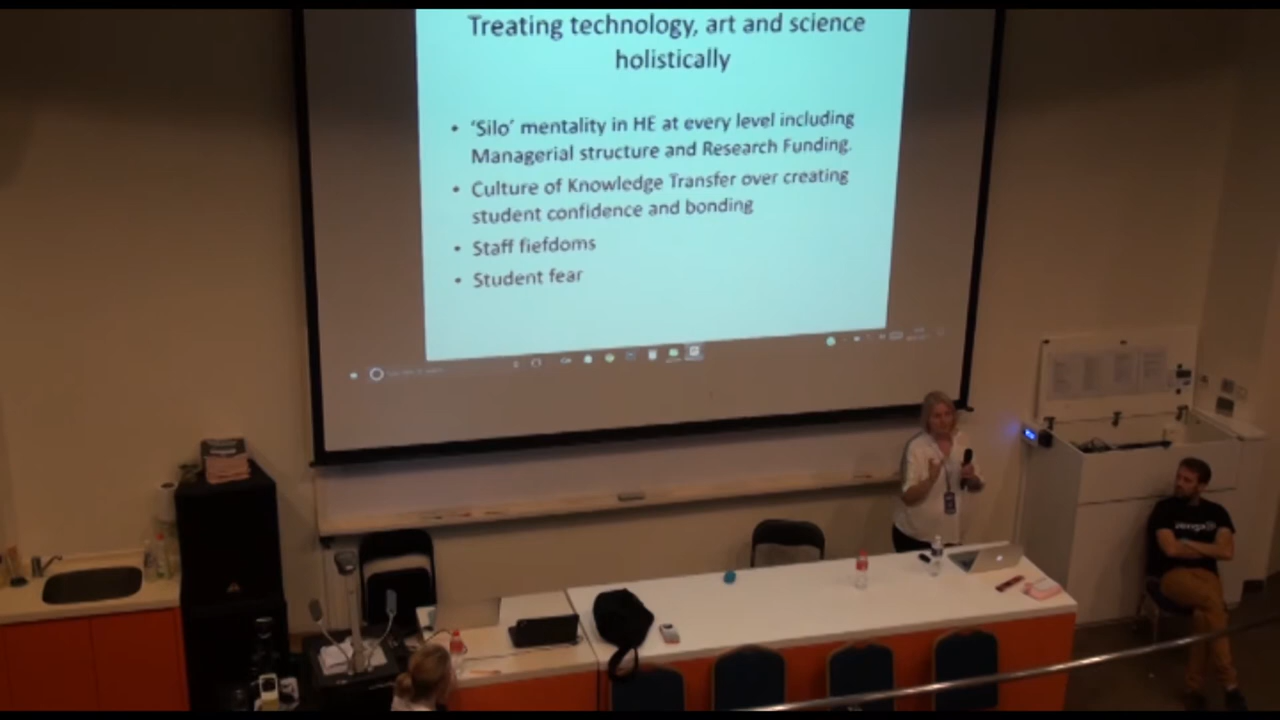 Treating technology, art and science
holistically
• ‘Silo’ mentality in HE at every level including
Managerial structure and Research Funding.
• Culture of Knowledge Transfer over creating
student confidence and bonding
• Staff fiefdoms
• Student fear